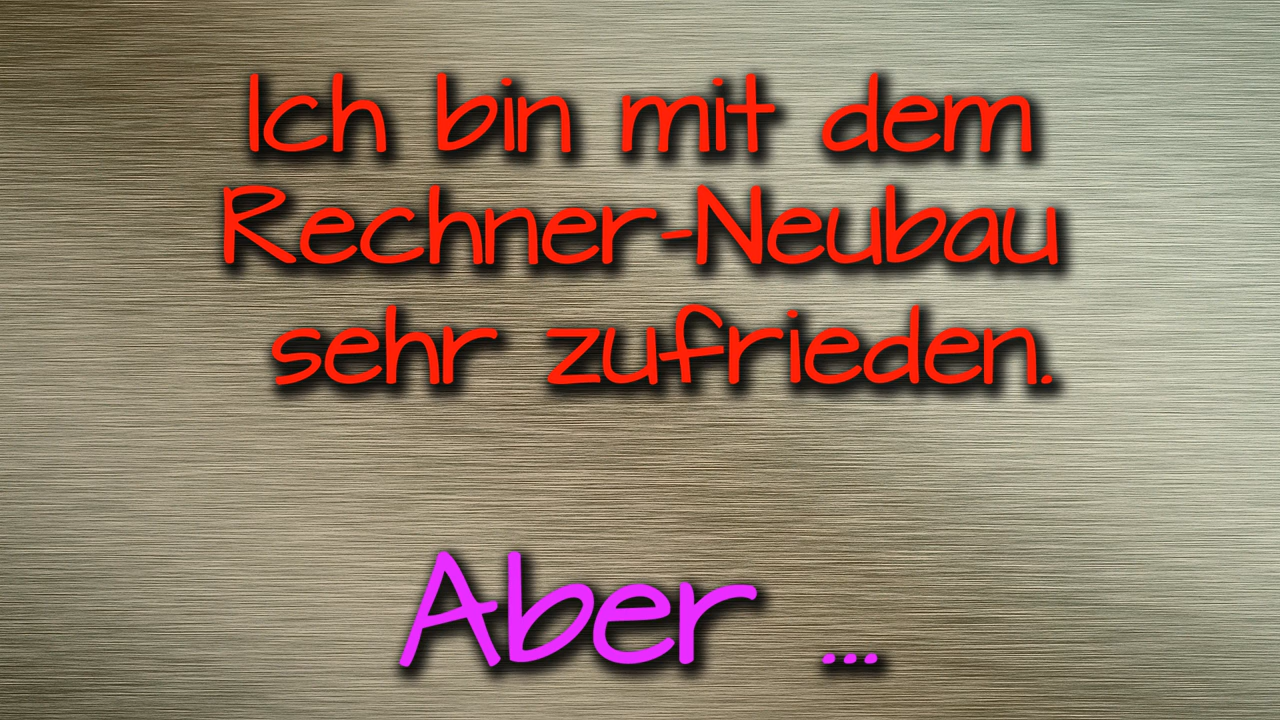 Ich bin mit dem
Rechner-Neubau
sehr zufrieden.
Aber ...